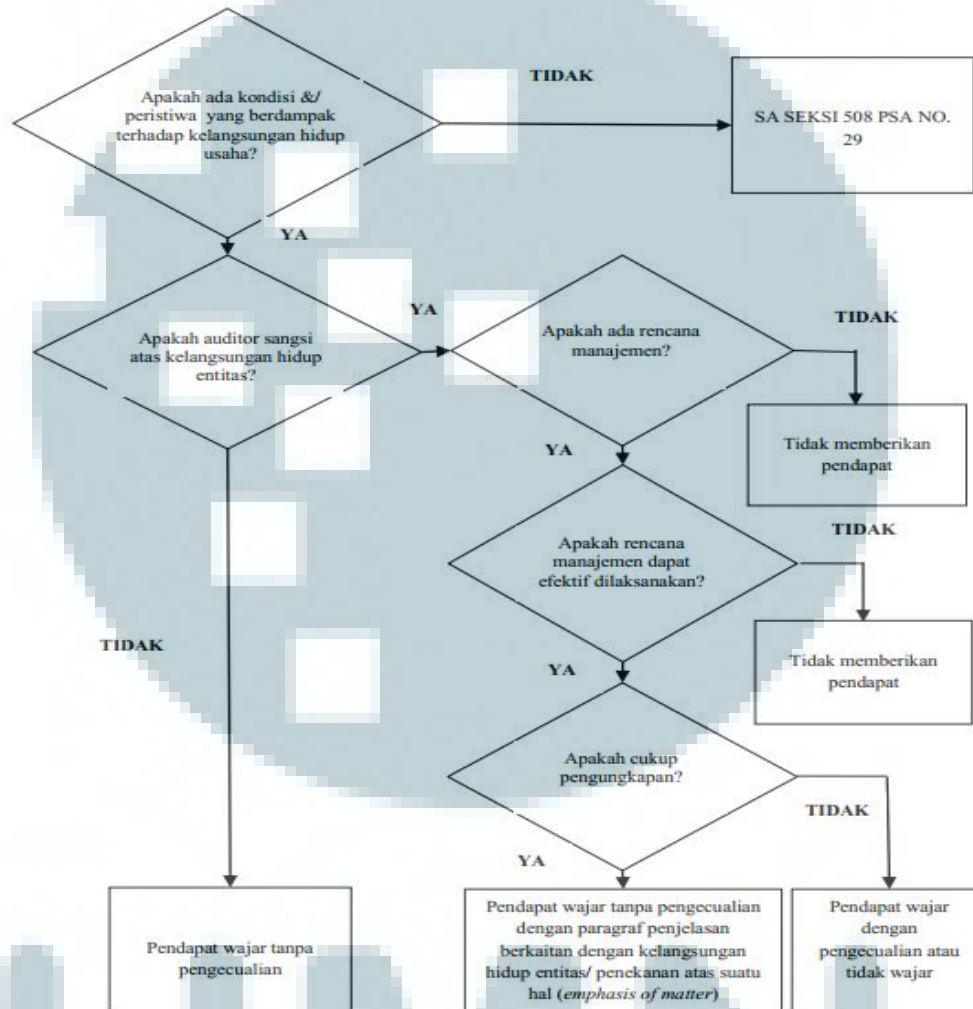 TIDAK
Apakah ada kondisi &/
peristiwa yang berdampak
terhadap kelangsungan hidup
usaha?
SA SEKSI 508 PSA NO.
29
YA
Apakah auditor sangsi
atas kelangsungan hidup
entitas?
YA
Apakah ada rencana
manajemen?
TIDAK
Tidak memberikan
pendapat
YA
Apakah rencana
manajemen dapat
efektif dilaksanakan?
TIDAK
Tidak memberikan
pendapat
TIDAK
YA
Apakah cukup
pengungkapan?
TIDAK
YA
Pendapat wajar tanpa
pengecualian
Pendapat wajar tanpa pengecualian
dengan paragraf penjelasan
berkaitan dengan kelangsungan
hidup entitas/ penekanan atas suatu
hal (emphasis of matter)
Pendapat wajar
dengan
pengecualian atau
tidak wajar